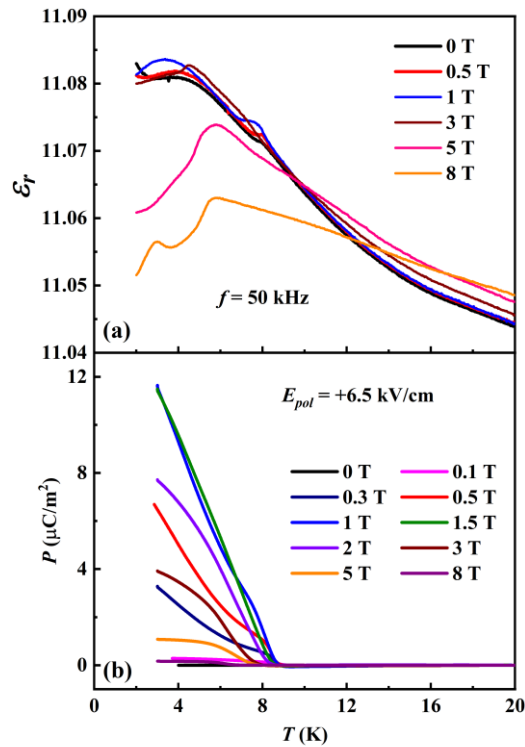 11.09
11.08
11.07
11.06
11.05
11.04
εr
0 T
0.5 T
1 T
3 T
5 T
8 T
f = 50 kHz
(a)
12
8
4
0
P (μC/m²)
Epol = +6.5 kV/cm
0 T 0.1 T
0.3 T 0.5 T
1 T 1.5 T
2 T 3 T
5 T 8 T
(b)
0 4 8 12 16 20
T (K)